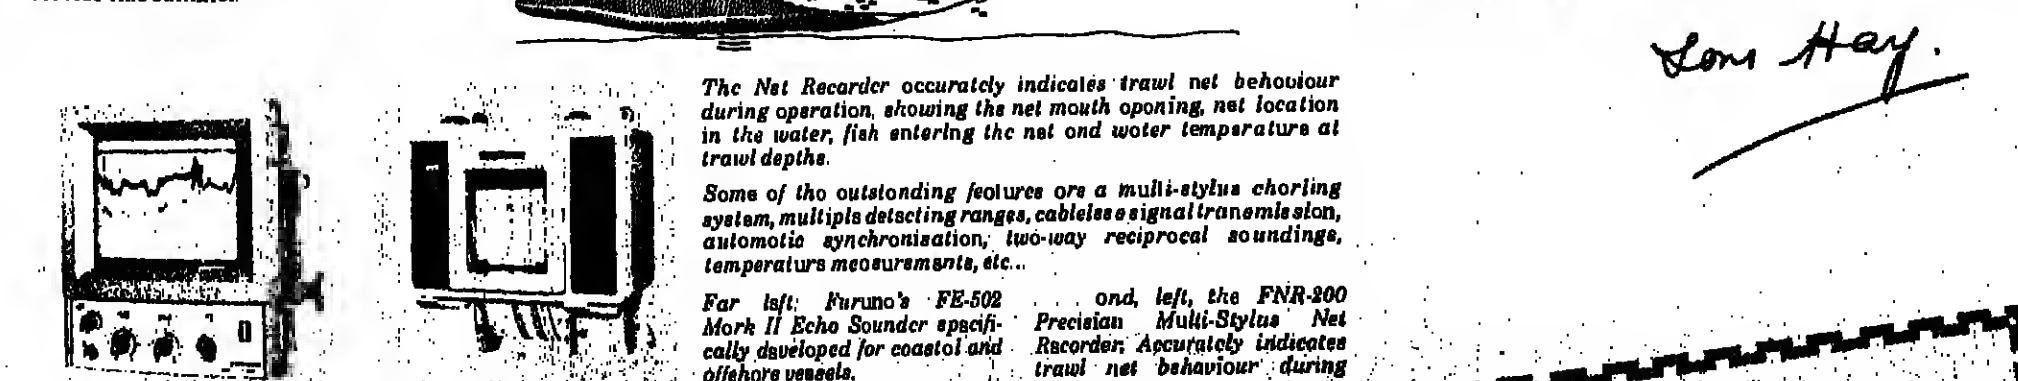 The Net Recorder accurately indicates trawl net behaviour
during operation, showing the net mouth opening, net location
in the water, fish entering the net and water temperature at
trawl depths.
Some of the outstanding features are a multi-stylus charting
system, multiple detecting ranges, cableless signal transmission,
automatic synchronisation, two-way reciprocal soundings,
temperature measurements, etc...
Far left: Furuno's FE-502
Mark II Echo Sounder specifi-
cally developed for coastal and
offshore vessels.
. . . and, left, the FNR-200
Precision Multi-Stylus Net
Recorder. Accurately indicates
trawl net behaviour during
Hay.